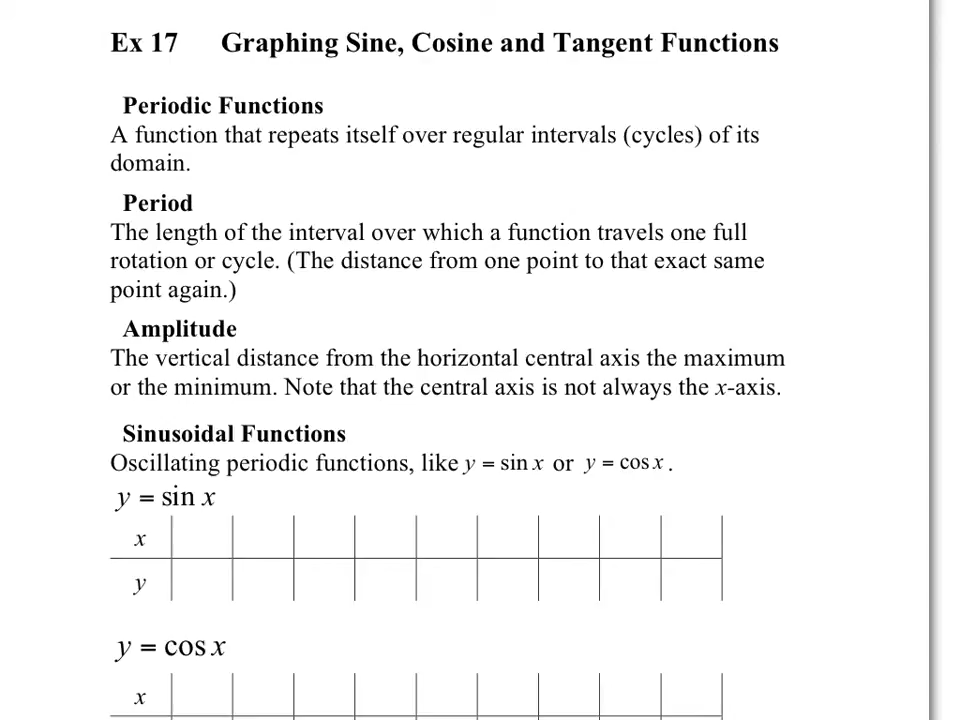 Ex 17 Graphing Sine, Cosine and Tangent Functions
Periodic Functions
A function that repeats itself over regular intervals (cycles) of its
domain.
Period
The length of the interval over which a function travels one full
rotation or cycle. (The distance from one point to that exact same
point again.)
Amplitude
The vertical distance from the horizontal central axis the maximum
or the minimum. Note that the central axis is not always the x-axis.
Sinusoidal Functions
Oscillating periodic functions, like y = sin x or y = cos x .
y = sin x
x
y
y = cos x
x